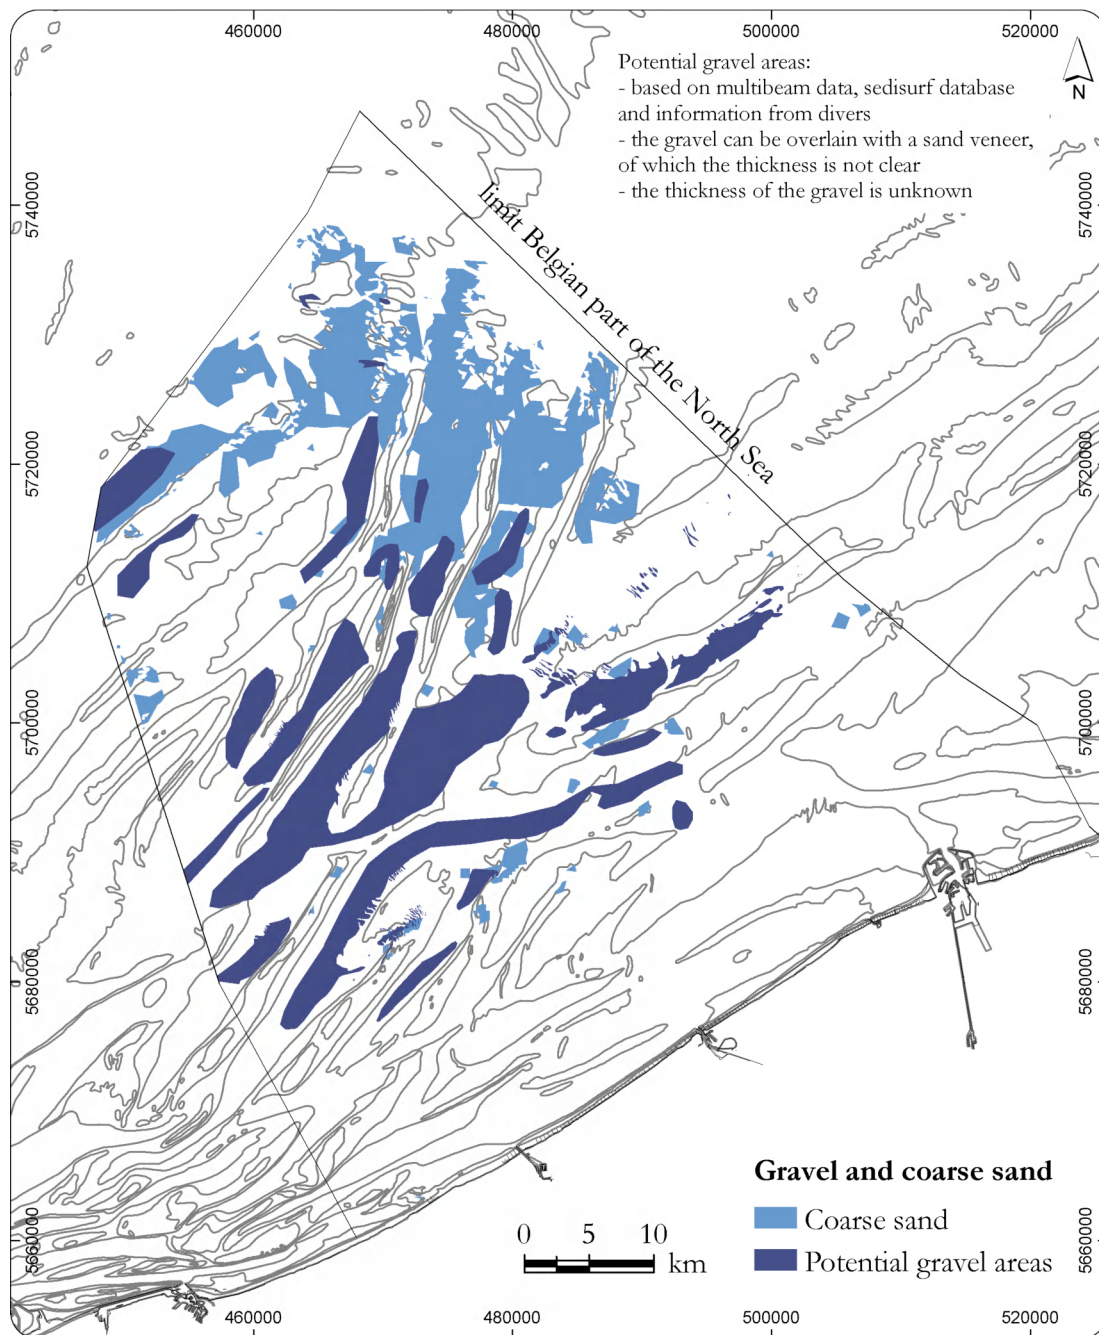 460000 480000 500000 520000
Potential gravel areas:
- based on multibeam data, sedisurf database
and information from divers
- the gravel can be overlain with a sand veneer,
of which the thickness is not clear
- the thickness of the gravel is unknown
N
5740000 5740000
limit Belgian part of the North Sea
5720000 5720000
5700000 5700000
5680000 5680000
Gravel and coarse sand
Coarse sand
Potential gravel areas
0 5 10
km
5660000 5660000
460000 480000 500000 520000